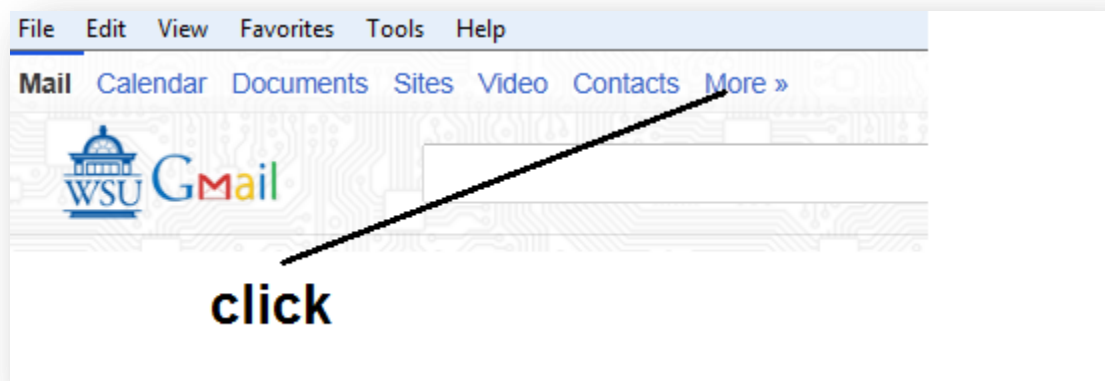 File Edit View Favorites Tools Help
Mail Calendar Documents Sites Video Contacts More »
WSU Gmail
click